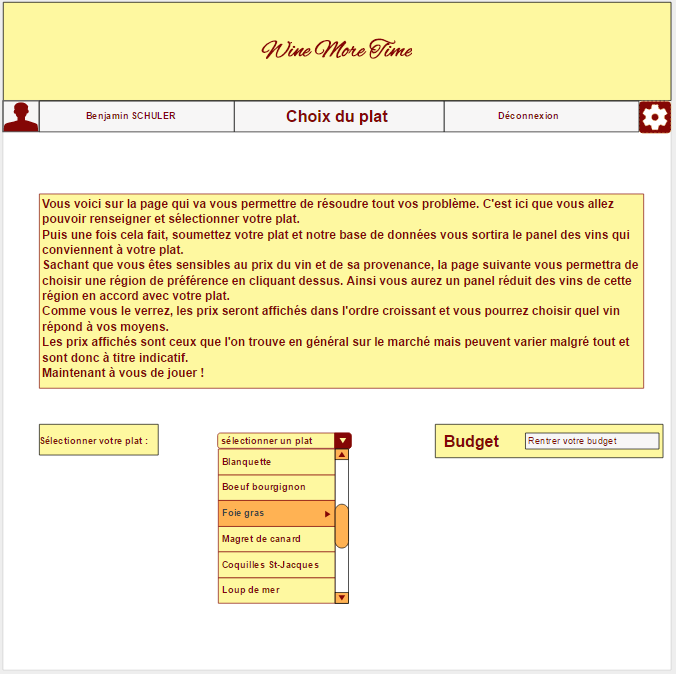 Wine More Time
Benjamin SCHULER
Choix du plat
Déconnexion
Vous voici sur la page qui va vous permettre de résoudre tout vos problème. C'est ici que vous allez
pouvoir renseigner et sélectionner votre plat.
Puis une fois cela fait, soumettez votre plat et notre base de données vous sortira le panel des vins qui
conviennent à votre plat.
Sachant que vous êtes sensibles au prix du vin et de sa provenance, la page suivante vous permettra de
choisir une région de préférence en cliquant dessus. Ainsi vous aurez un panel réduit des vins de cette
région en accord avec votre plat.
Comme vous le verrez, les prix seront affichés dans l'ordre croissant et vous pourrez choisir quel vin
répond à vos moyens.
Les prix affichés sont ceux que l'on trouve en général sur le marché mais peuvent varier malgré tout et
sont donc à titre indicatif.
Maintenant à vous de jouer !
Sélectionner votre plat :
sélectionner un plat
Blanquette
Boeuf bourgignon
Foie gras
Magret de canard
Coquilles St-Jacques
Loup de mer
Budget
Rentrer votre budget